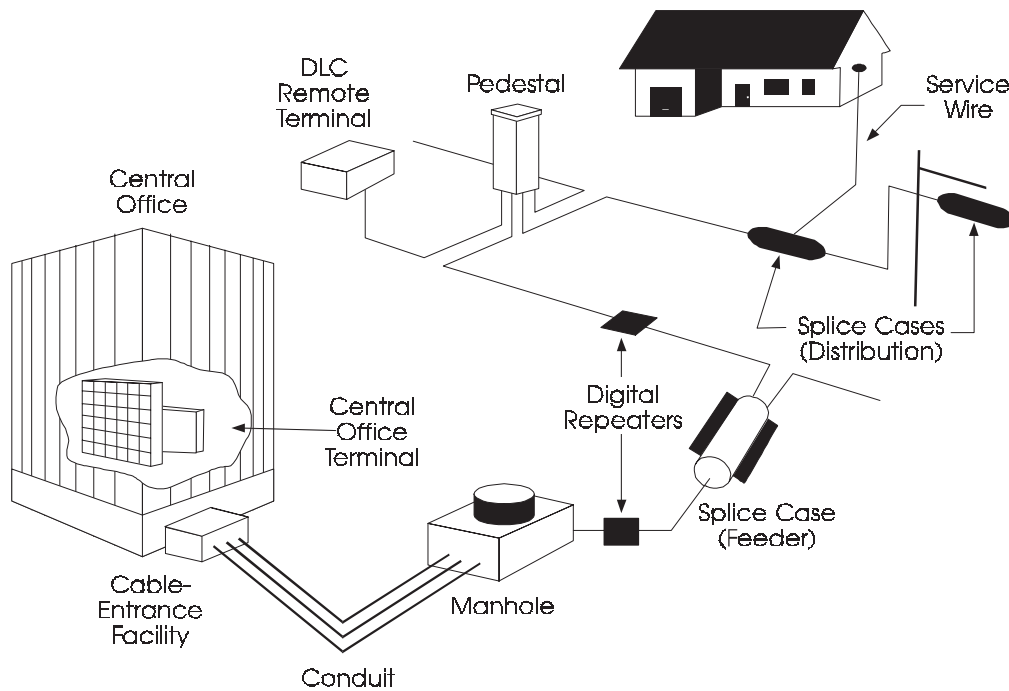 DLC
Remote
Terminal
Pedestal
Service
Wire
Central
Office
Splice Cases
(Distribution)
Digital
Repeaters
Central
Office
Terminal
Splice Case
(Feeder)
Cable-
Entrance
Facility
Manhole
Conduit